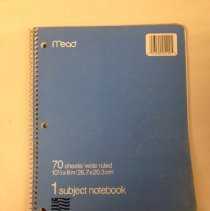 Mead
70 sheets/wide ruled
10½x8in/26.7x20.3cm
1 subject notebook